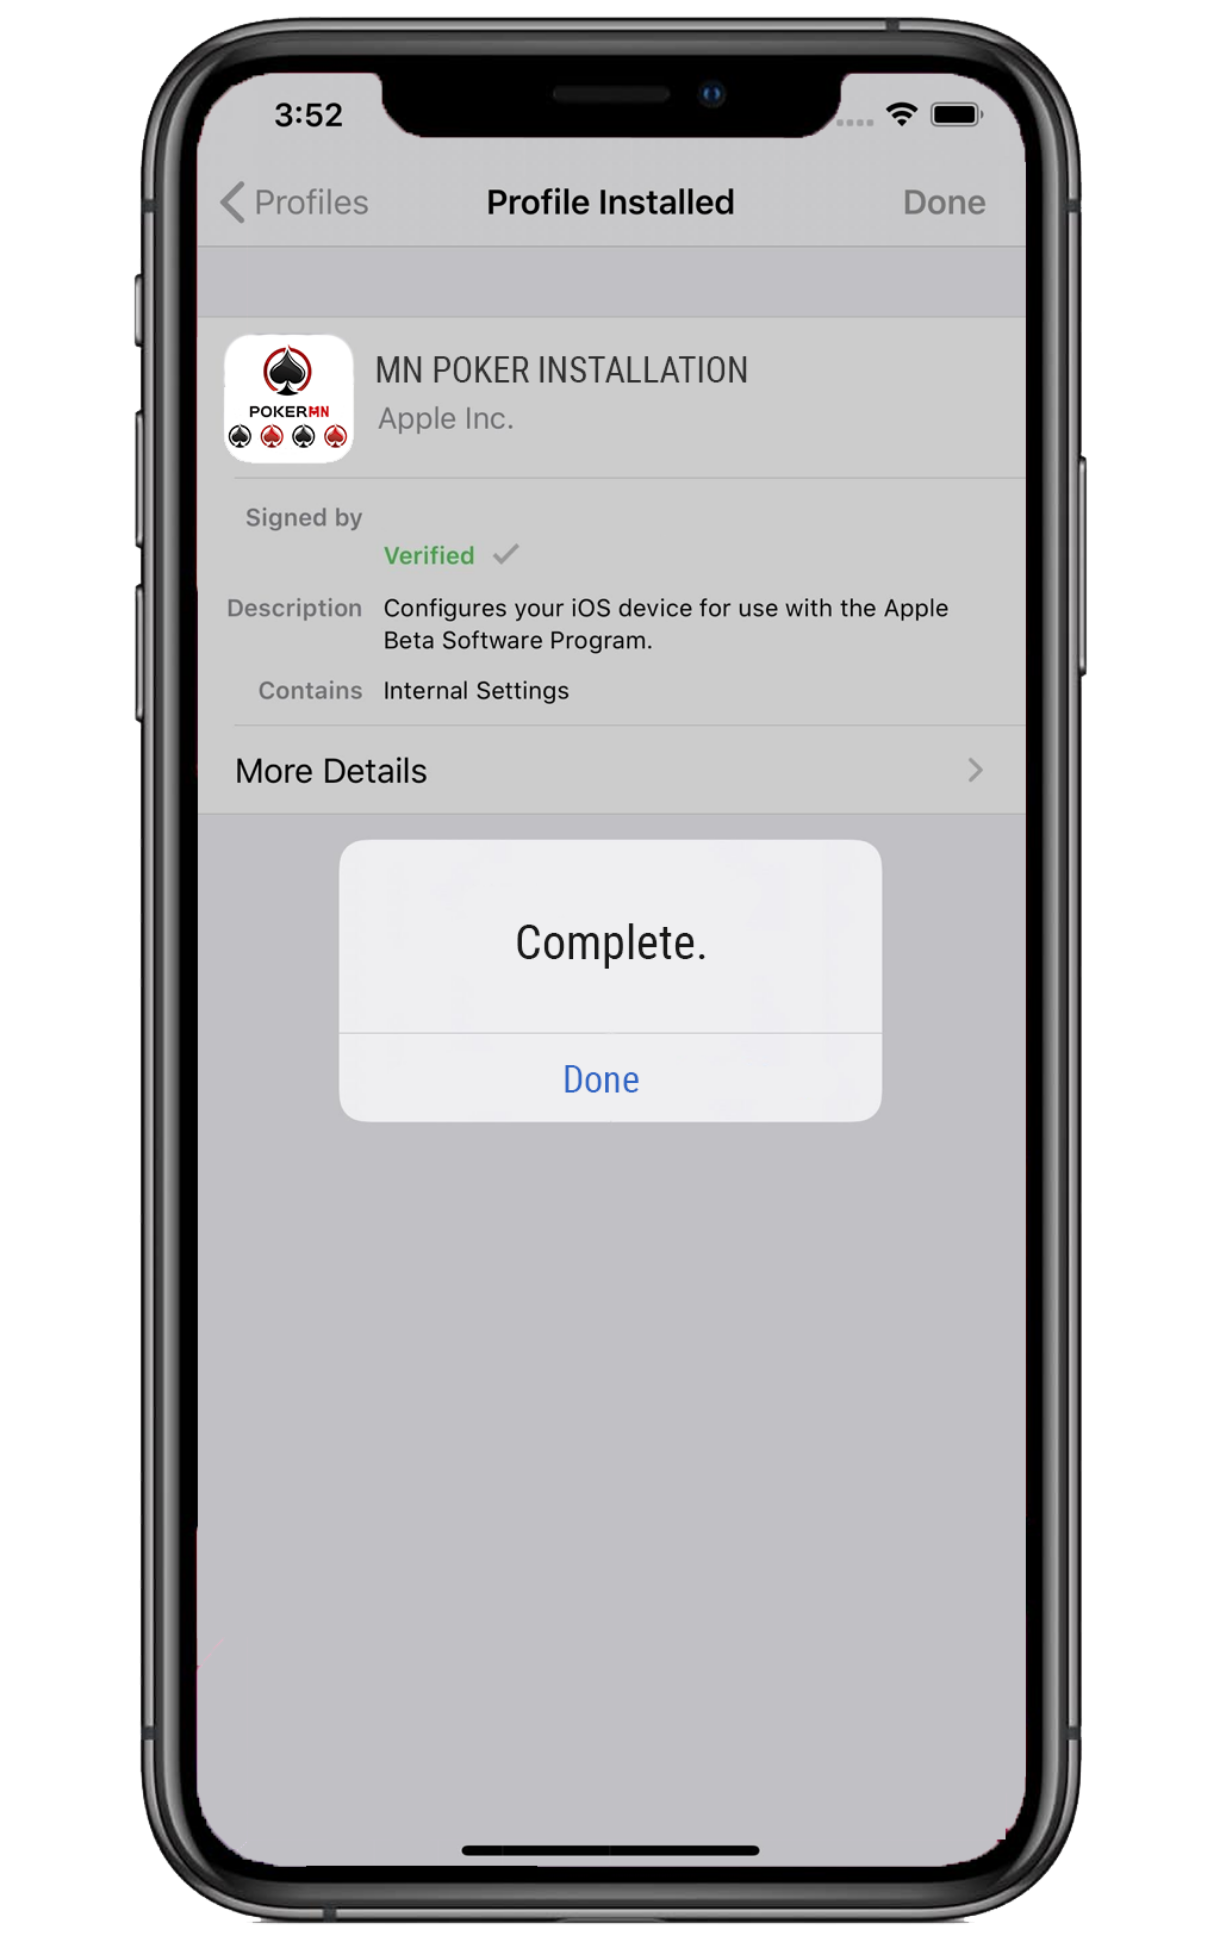 3:52
Profiles
Profile Installed
Done
MN POKER INSTALLATION
POKERMN
Apple Inc.
Signed by
Verified
Description Configures your iOS device for use with the Apple
Beta Software Program.
Contains Internal Settings
More Details
Complete.
Done